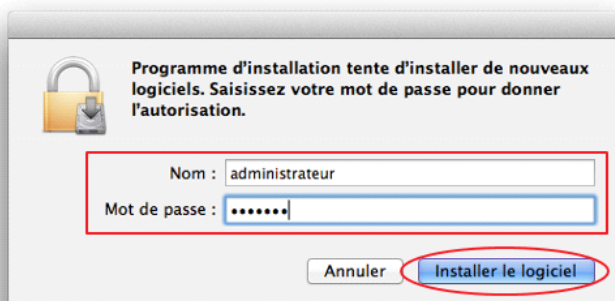 Programme d'installation tente d'installer de nouveaux
logiciels. Saisissez votre mot de passe pour donner
l'autorisation.
Nom : administrateur
Mot de passe : •••••••
Annuler Installer le logiciel